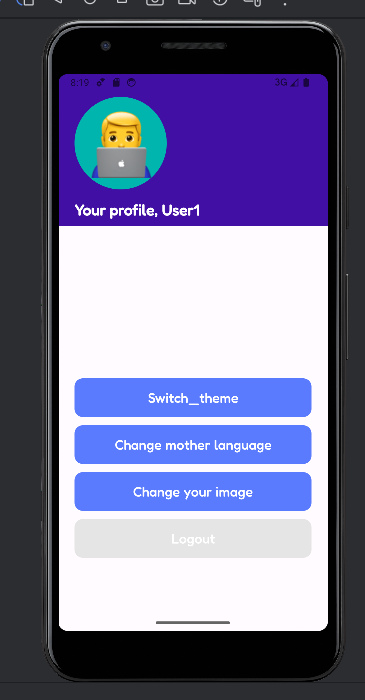 8:19
3G
Your profile, User1
Switch_theme
Change mother language
Change your image
Logout